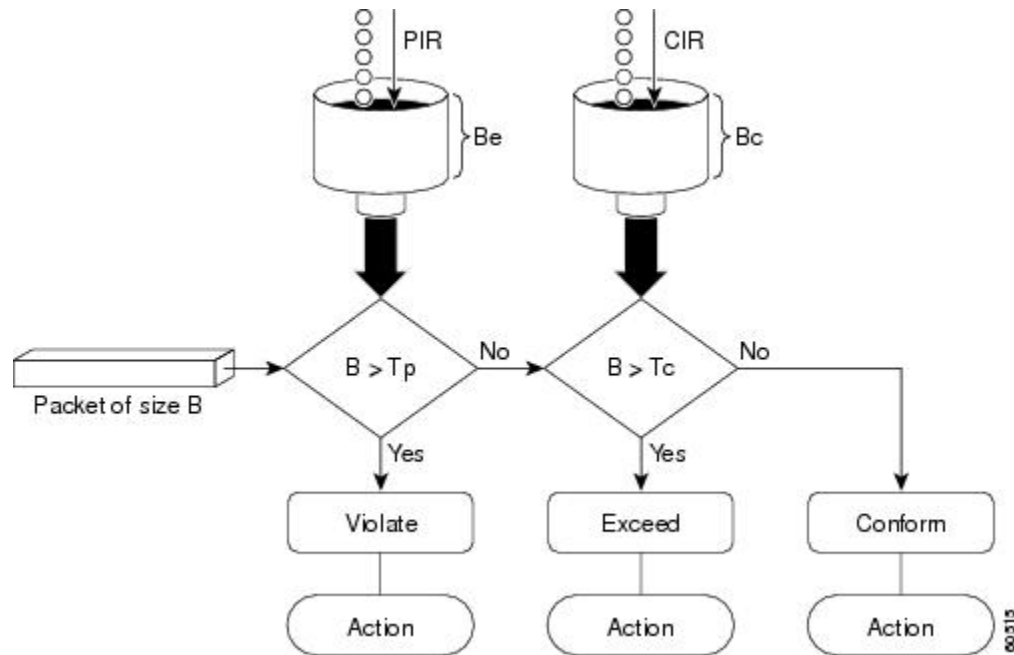 PIR
CIR
Be
Bc
B > Tp
No
B > Tc
No
Packet of size B
Yes
Yes
Violate
Exceed
Conform
Action
Action
Action
60515